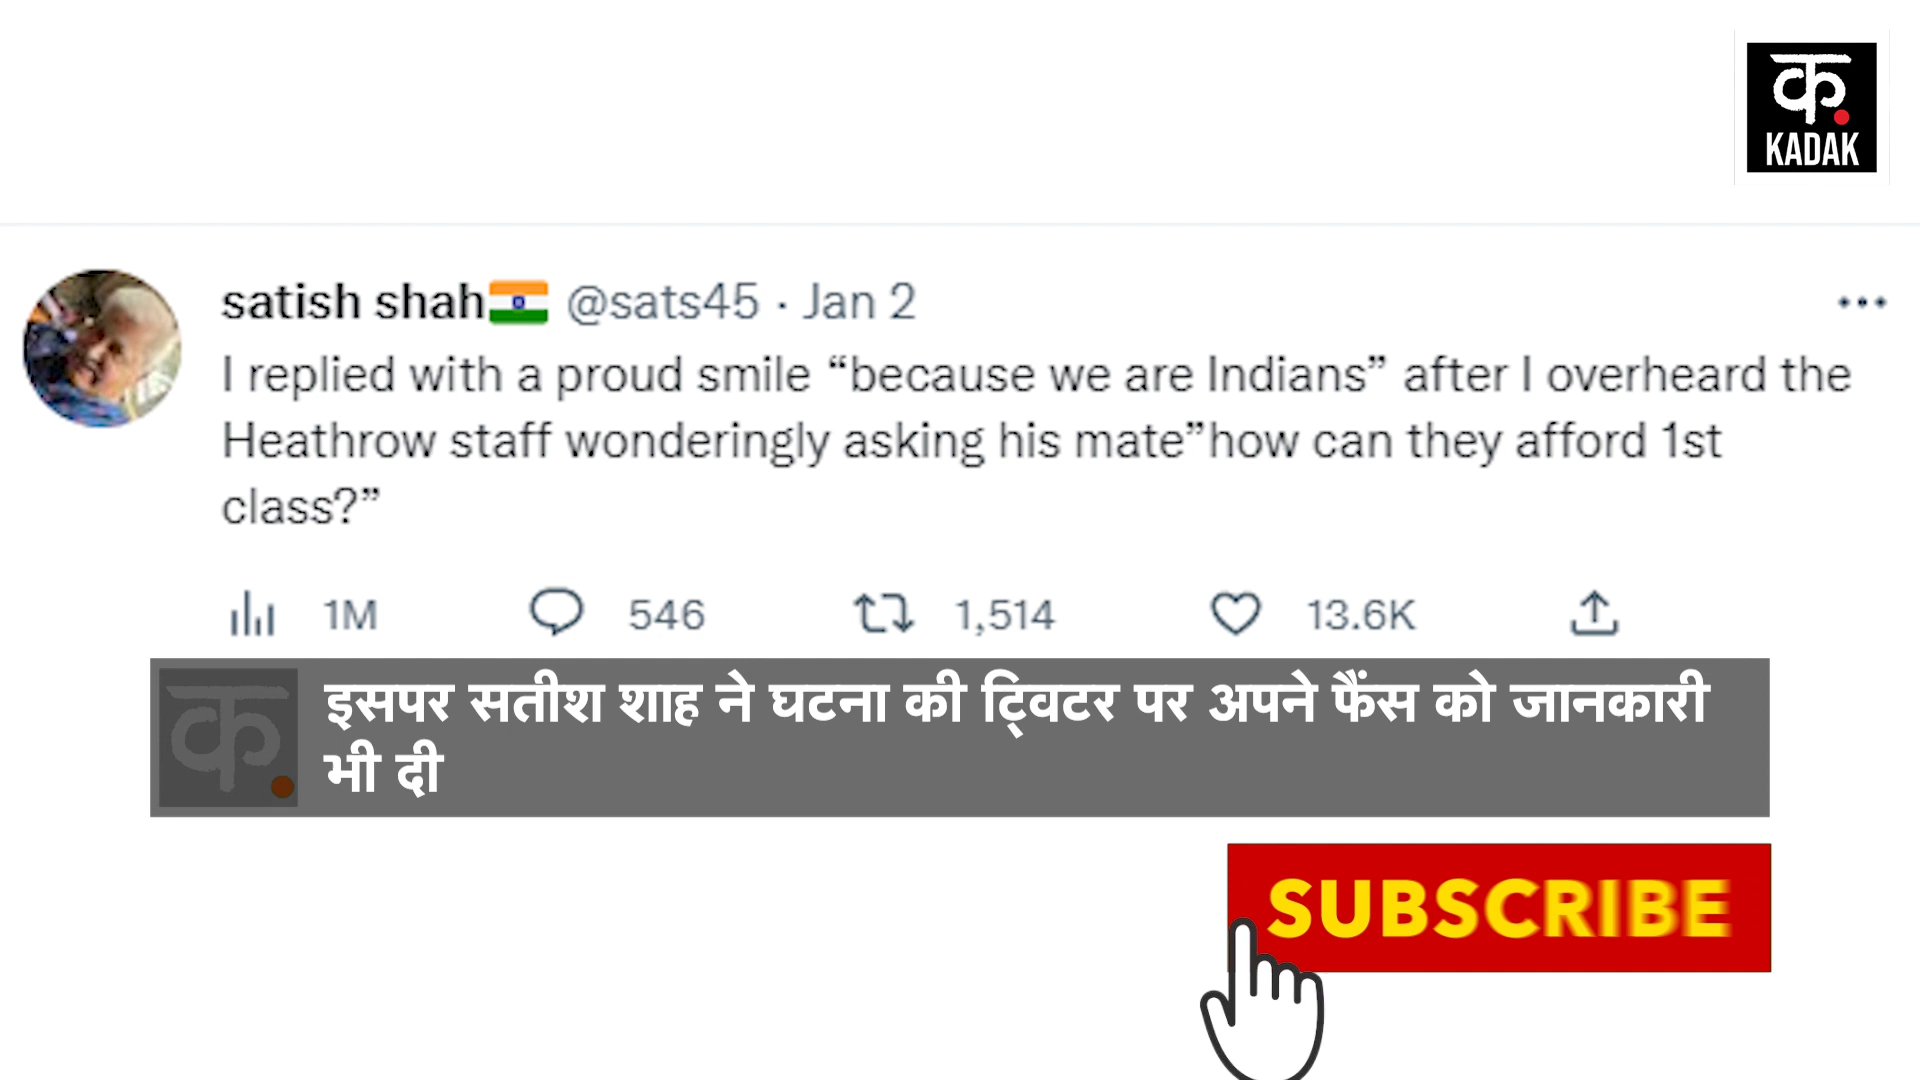 क
KADAK
satish shah🇮🇳 @sats45 · Jan 2
I replied with a proud smile “because we are Indians” after I overheard the
Heathrow staff wonderingly asking his mate”how can they afford 1st
class?”
1M 546 1,514 13.6K
क
इसपर सतीश शाह ने घटना की ट्विटर पर अपने फैंस को जानकारी
भी दी
SUBSCRIBE